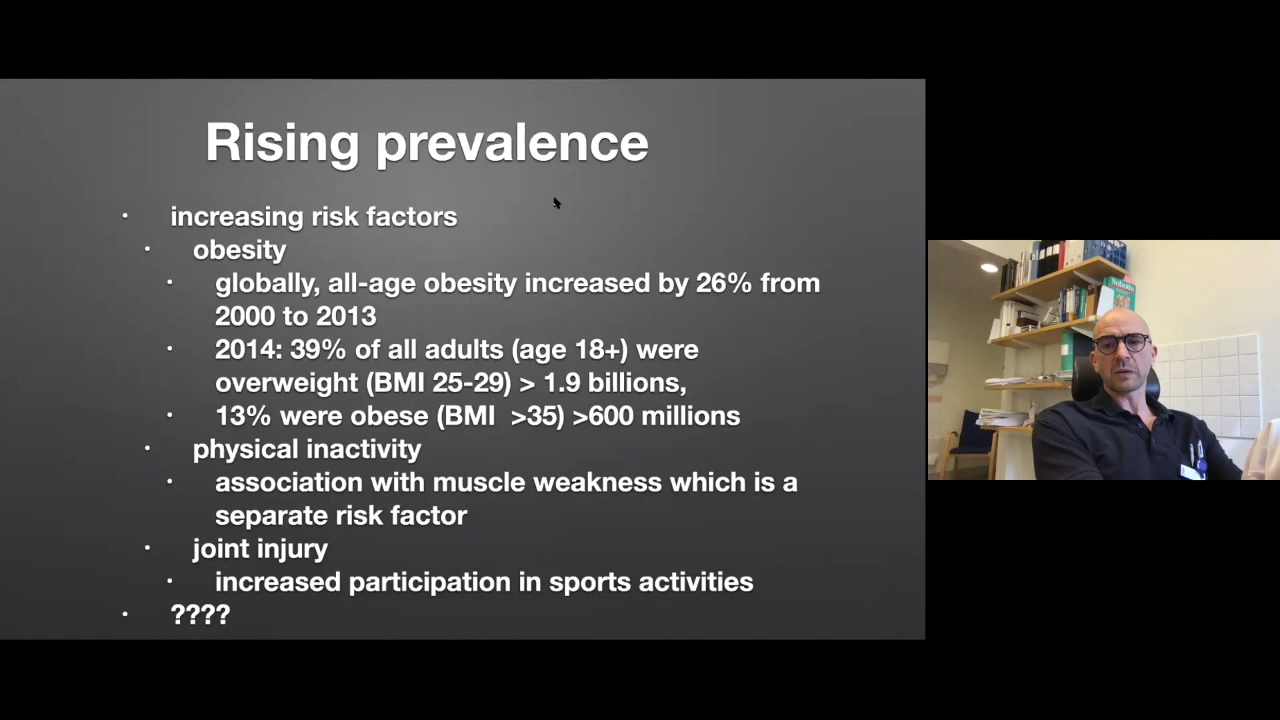 Rising prevalence
• increasing risk factors
• obesity
• globally, all-age obesity increased by 26% from
2000 to 2013
• 2014: 39% of all adults (age 18+) were
overweight (BMI 25-29) > 1.9 billions,
• 13% were obese (BMI  >35) >600 millions
• physical inactivity
• association with muscle weakness which is a
separate risk factor
• joint injury
• increased participation in sports activities
• ????